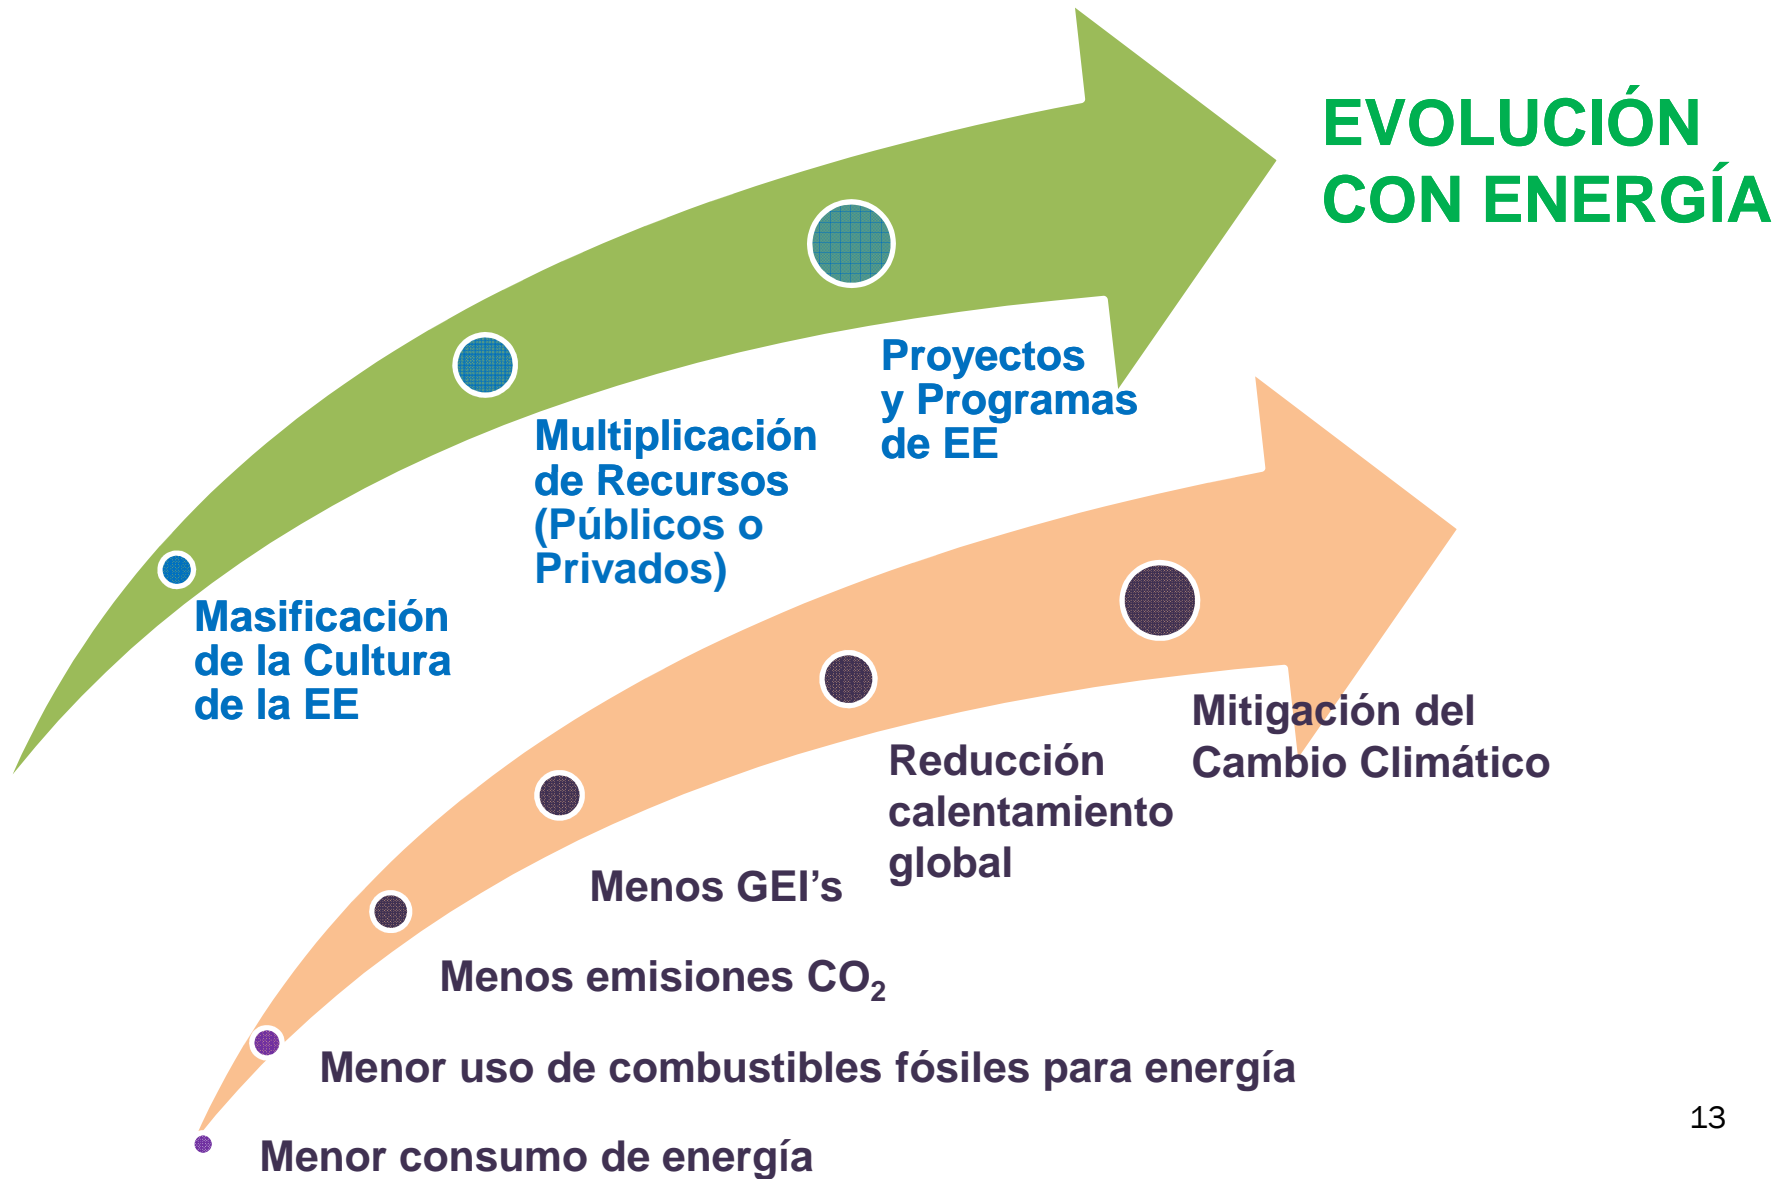 EVOLUCIÓN
CON ENERGÍA
Proyectos
y Programas
de EE
Multiplicación
de Recursos
(Públicos o
Privados)
Masificación
de la Cultura
de la EE
Mitigación del
Cambio Climático
Reducción
calentamiento
global
Menos GEI’s
Menos emisiones CO₂
Menor uso de combustibles fósiles para energía
Menor consumo de energía
13